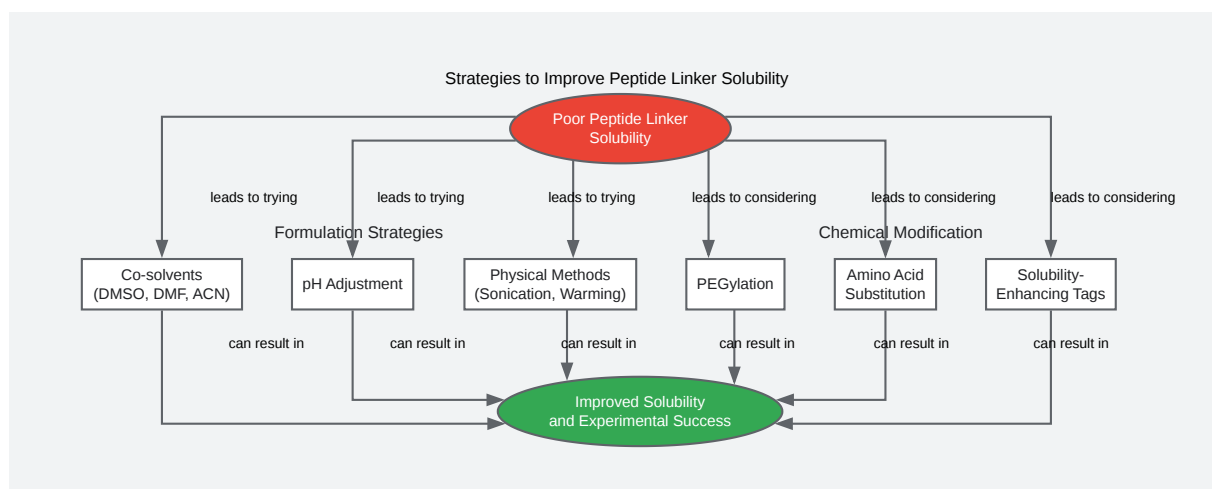 Strategies to Improve Peptide Linker Solubility
Poor Peptide Linker
Solubility
leads to trying
leads to trying
leads to trying
leads to considering
leads to considering
leads to considering
Formulation Strategies
Chemical Modification
Co-solvents
(DMSO, DMF, ACN)
pH Adjustment
Physical Methods
(Sonication, Warming)
PEGylation
Amino Acid
Substitution
Solubility-
Enhancing Tags
can result in
can result in
can result in
can result in
can result in
can result in
Improved Solubility
and Experimental Success